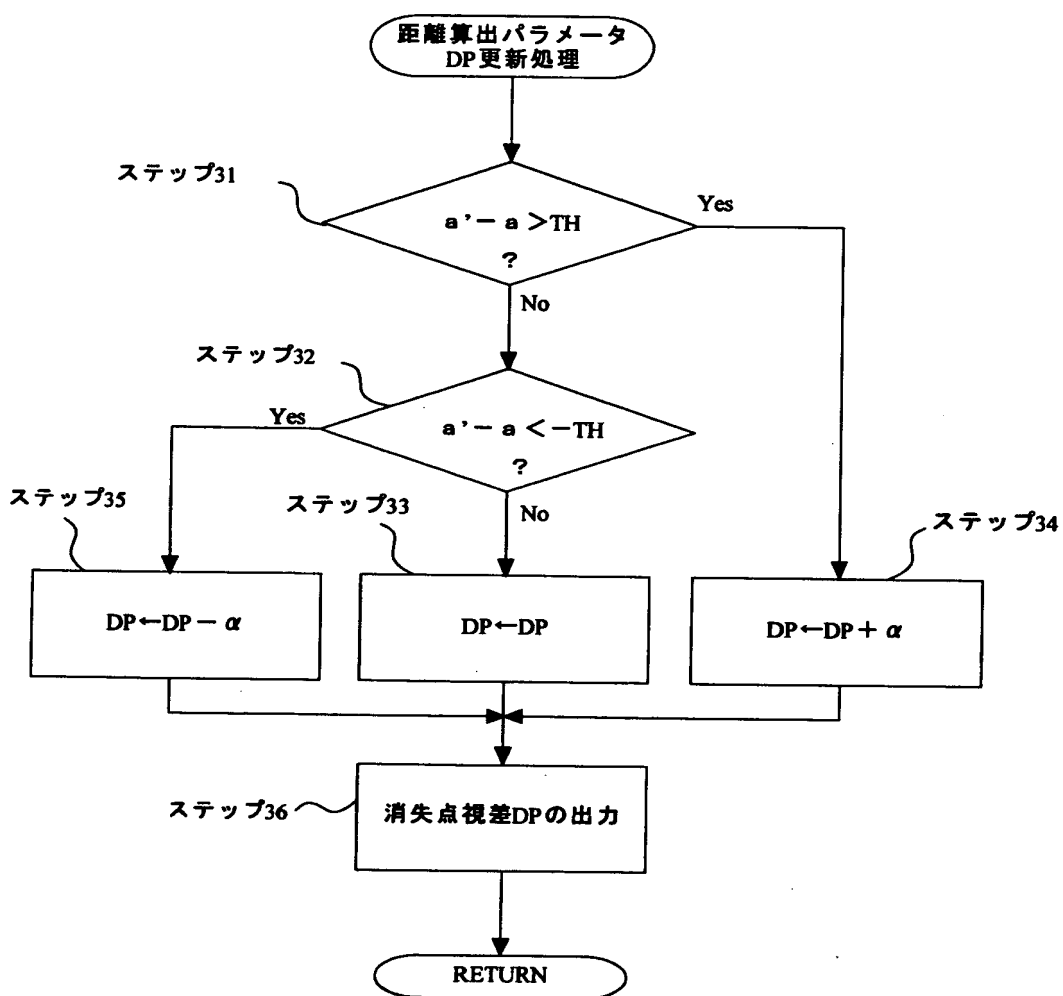 距離算出パラメータ
DP更新処理
ステップ31
a'－a＞TH
?
Yes
No
ステップ32
a'－a＜－TH
?
Yes
No
ステップ35
ステップ33
ステップ34
DP←DP－α
DP←DP
DP←DP＋α
ステップ36
消失点視差DPの出力
RETURN